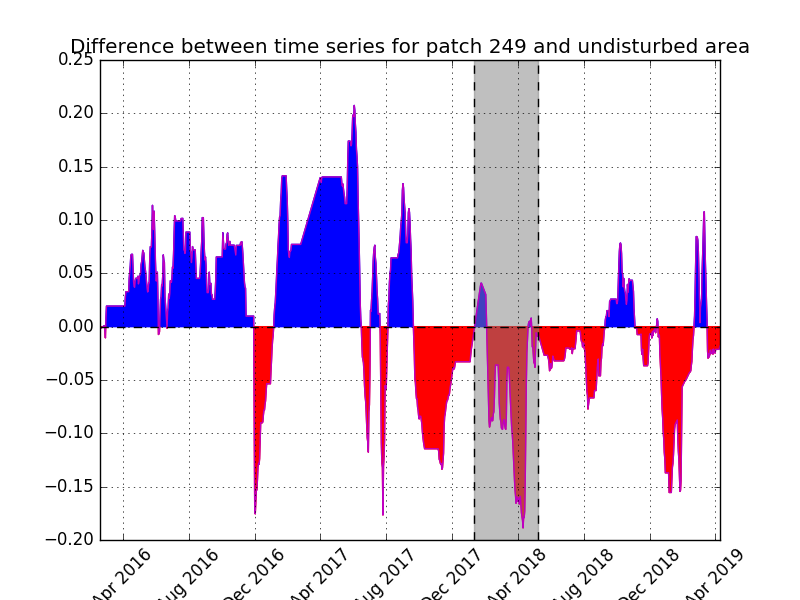 Difference between time series for patch 249 and undisturbed area
0.25
0.20
0.15
0.10
0.05
0.00
−0.05
−0.10
−0.15
−0.20
Apr 2016
Aug 2016
Dec 2016
Apr 2017
Aug 2017
Dec 2017
Apr 2018
Aug 2018
Dec 2018
Apr 2019